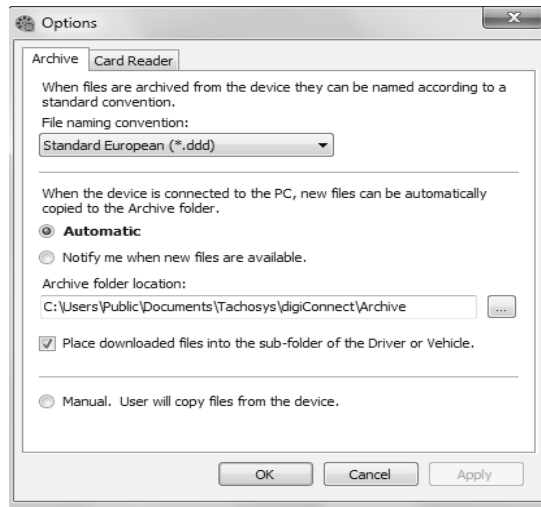 Options
Archive Card Reader
When files are archived from the device they can be named according to a
standard convention.
File naming convention:
Standard European (*.ddd)
When the device is connected to the PC, new files can be automatically
copied to the Archive folder.
Automatic
Notify me when new files are available.
Archive folder location:
C:\Users\Public\Documents\Tachosys\digiConnect\Archive ...
Place downloaded files into the sub-folder of the Driver or Vehicle.
Manual. User will copy files from the device.
OK Cancel Apply